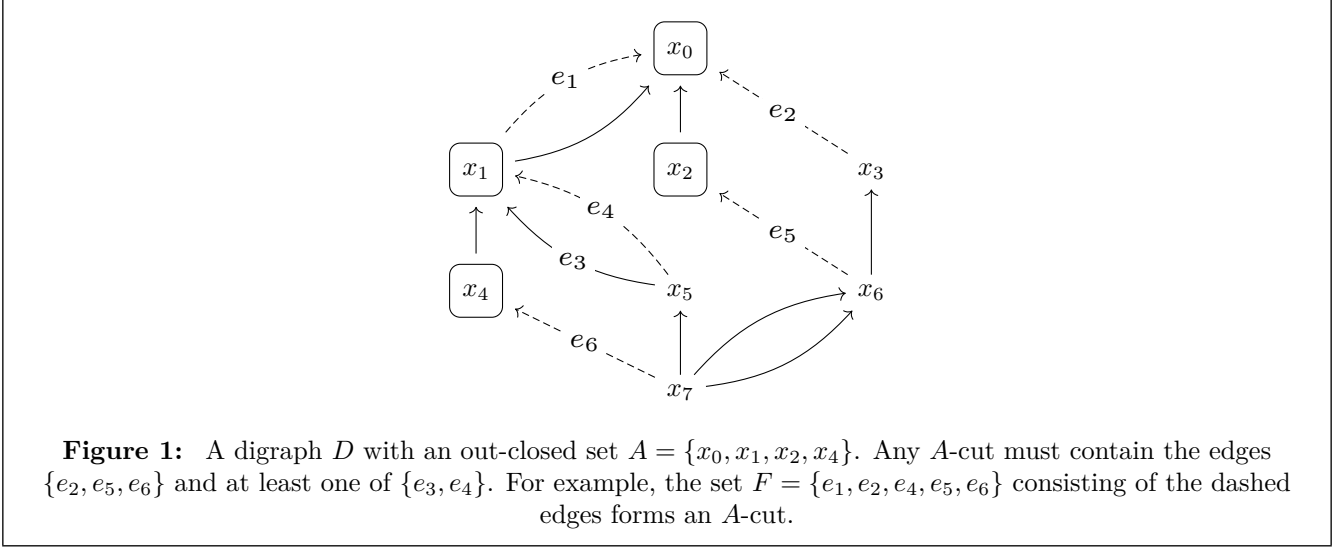 x₀
e₁
e₂
x₁
x₂
x₃
e₄
e₅
e₃
x₄
x₅
x₆
e₆
x₇
Figure 1: A digraph D with an out-closed set A = {x₀, x₁, x₂, x₄}. Any A-cut must contain the edges
{e₂, e₅, e₆} and at least one of {e₃, e₄}. For example, the set F = {e₁, e₂, e₄, e₅, e₆} consisting of the dashed
edges forms an A-cut.